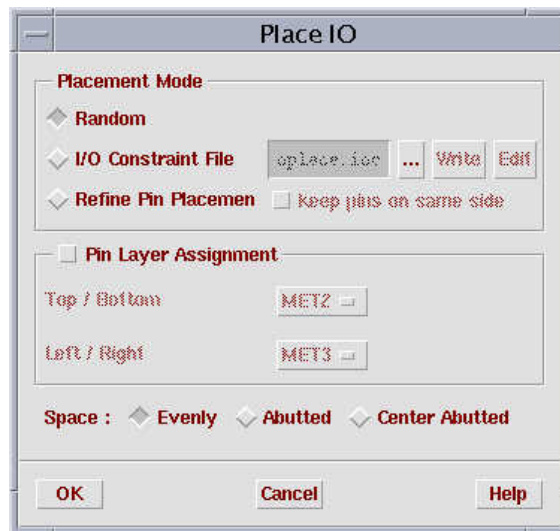 Place IO
Placement Mode
Random
I/O Constraint File ioplace.ioc ... Write Edit
Refine Pin Placemen Keep pins on same side
Pin Layer Assignment
Top / Bottom MET2
Left / Right MET3
Space : Evenly Abutted Center Abutted
OK Cancel Help